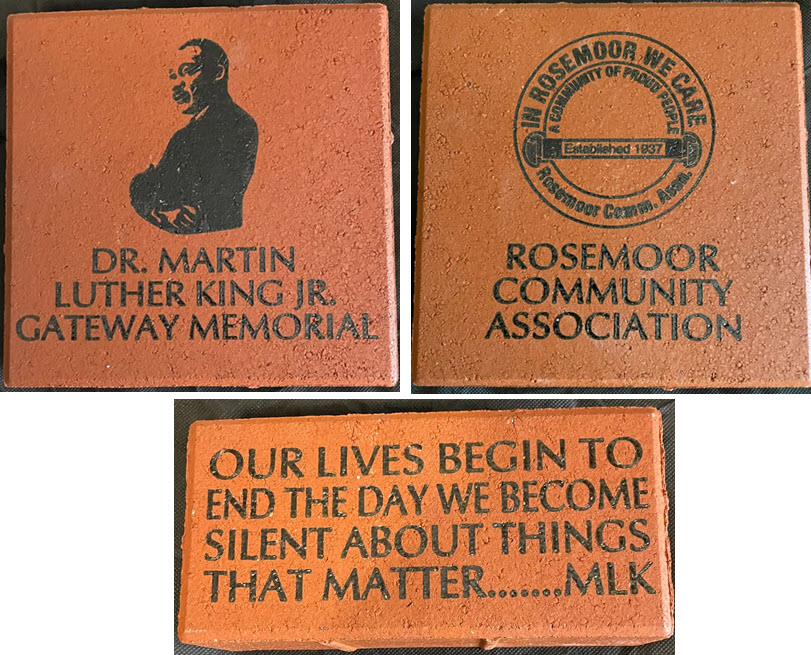 DR. MARTIN
LUTHER KING JR.
GATEWAY MEMORIAL
IN ROSEMOOR WE CARE
A COMMUNITY OF PROUD PEOPLE
Established 1937
Rosemoor Comm. Assn.
ROSEMOOR
COMMUNITY
ASSOCIATION
OUR LIVES BEGIN TO
END THE DAY WE BECOME
SILENT ABOUT THINGS
THAT MATTER.......MLK